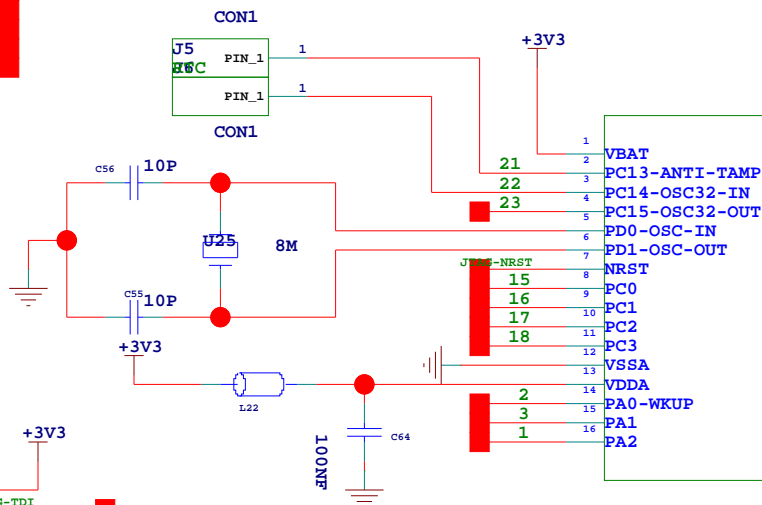 CON1
J5
PIN_1
1
PIN_1
1
CON1
+3V3
1
VBAT
2
21
PC13-ANTI-TAMP
3
22
PC14-OSC32-IN
4
23
PC15-OSC32-OUT
5
PD0-OSC-IN
6
PD1-OSC-OUT
7
NRST
8
15
PC0
9
16
PC1
10
17
PC2
11
18
PC3
12
VSSA
13
VDDA
14
2
PA0-WKUP
15
3
PA1
16
1
PA2
C56
10P
U25
8M
C55
10P
+3V3
L22
C64
100NF
+3V3
-TDI